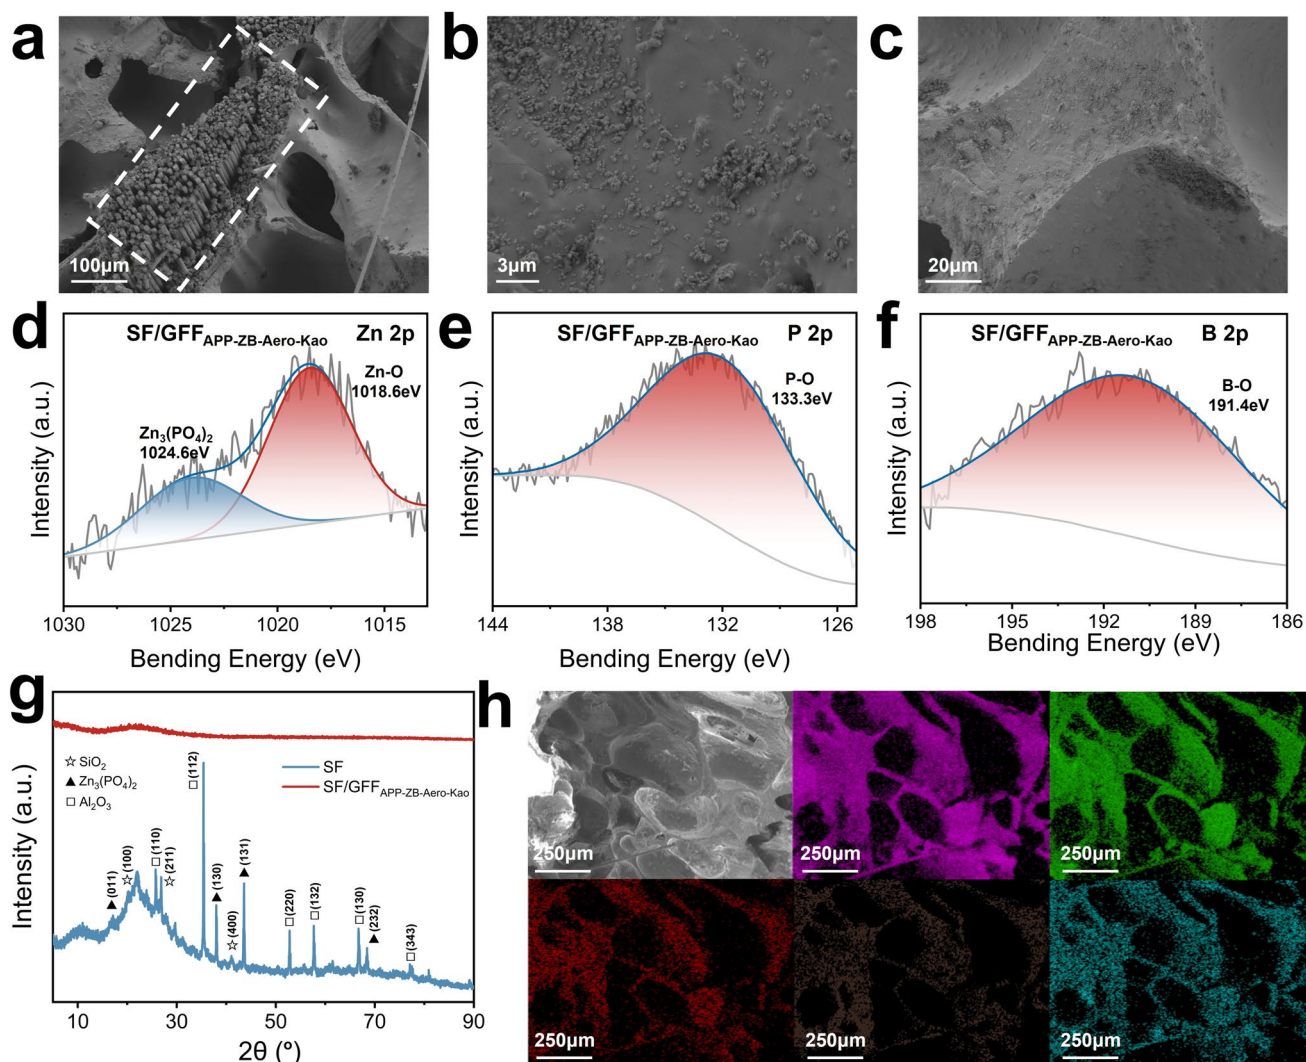 a
100μm
b
3μm
c
20μm
d
SF/GFF_APP-ZB-Aero-Kao
Zn 2p
Zn-O
1018.6eV
Zn3(PO4)2
1024.6eV
Intensity (a.u.)
1030 1025 1020 1015
Bending Energy (eV)
e
SF/GFF_APP-ZB-Aero-Kao
P 2p
P-O
133.3eV
Intensity (a.u.)
144 138 132 126
Bending Energy (eV)
f
SF/GFF_APP-ZB-Aero-Kao
B 2p
B-O
191.4eV
Intensity (a.u.)
198 195 192 189 186
Bending Energy (eV)
g
☆ SiO2
▲ Zn3(PO4)2
□ Al2O3
SF
SF/GFF_APP-ZB-Aero-Kao
▲(011)
☆(100)
□(110)
☆(211)
□(112)
▲(130)
☆(400)
▲(131)
□(220)
□(132)
□(130)
▲(232)
□(343)
Intensity (a.u.)
10 30 50 70 90
2θ (°)
h
250μm
250μm
250μm
250μm
250μm
250μm